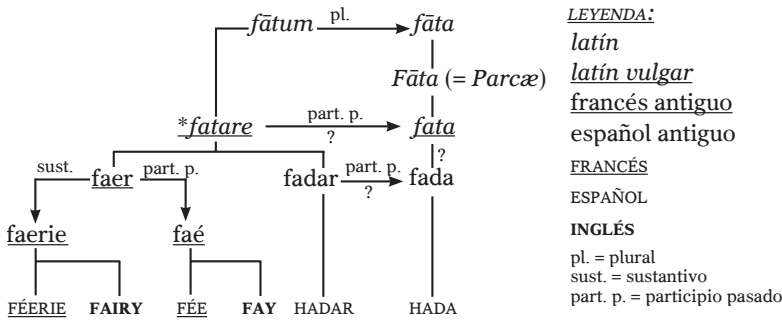 fātum pl. fāta
Fāta (= Parcæ)
*fatare part. p. ? fata
?
sust. faer part. p. fadar part. p. ? fada
faerie faé
FÉERIE FAIRY FÉE FAY HADAR HADA
LEYENDA:
latín
latín vulgar
francés antiguo
español antiguo
FRANCÉS
ESPAÑOL
INGLÉS
pl. = plural
sust. = sustantivo
part. p. = participio pasado